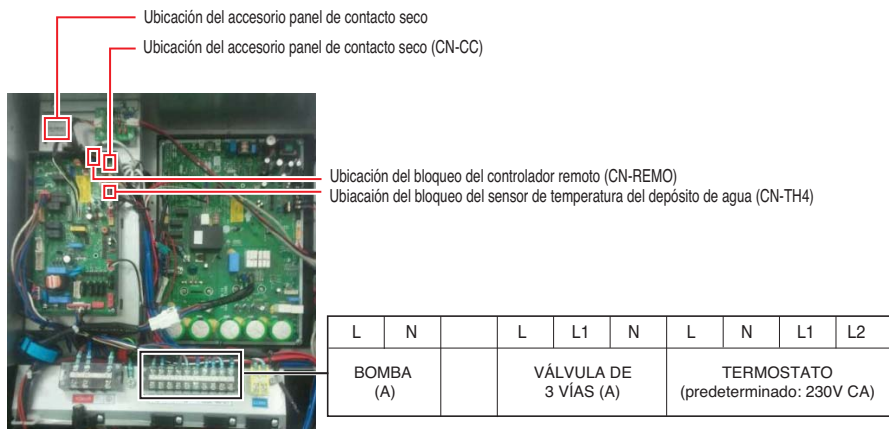 Ubicación del accesorio panel de contacto seco
Ubicación del accesorio panel de contacto seco (CN-CC)
Ubicación del bloqueo del controlador remoto (CN-REMO)
Ubiacaión del bloqueo del sensor de temperatura del depósito de agua (CN-TH4)
L N L L1 N L N L1 L2
BOMBA
(A)
VÁLVULA DE
3 VÍAS (A)
TERMOSTATO
(predeterminado: 230V CA)